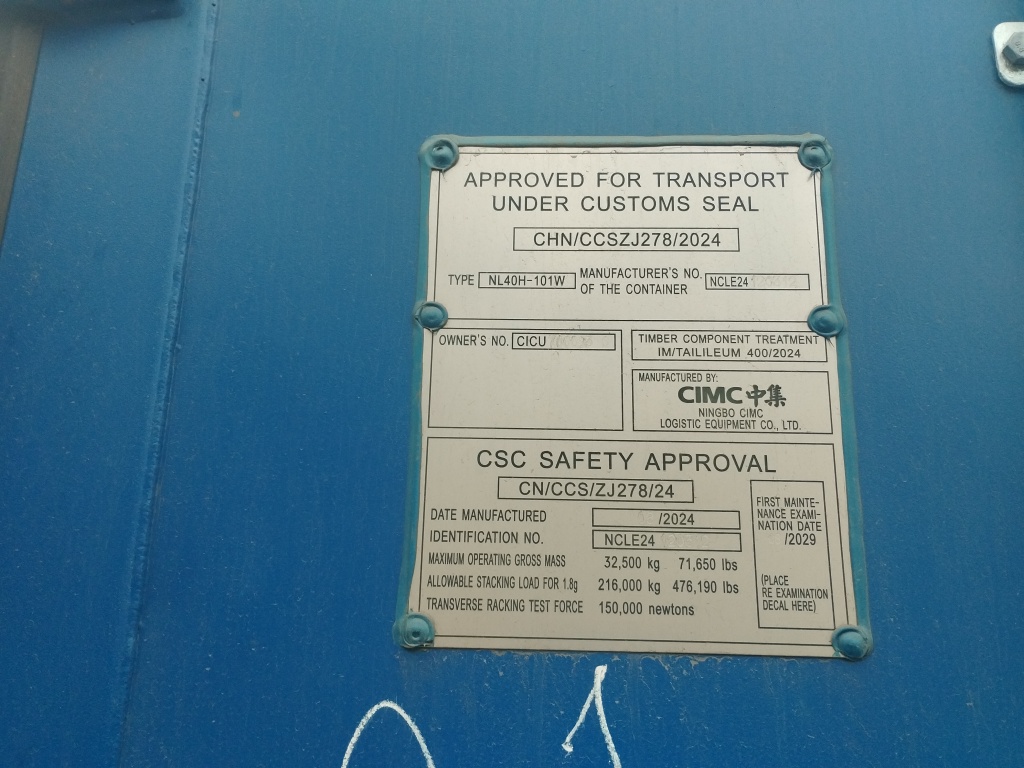 APPROVED FOR TRANSPORT
UNDER CUSTOMS SEAL
CHN/CCSZJ278/2024
TYPE NL40H-101W MANUFACTURER'S NO. OF THE CONTAINER NCLE24
OWNER'S NO. CICU
TIMBER COMPONENT TREATMENT
IM/TAILILEUM 400/2024
MANUFACTURED BY:
CIMC中集
NINGBO CIMC
LOGISTIC EQUIPMENT CO., LTD.
CSC SAFETY APPROVAL
CN/CCS/ZJ278/24
DATE MANUFACTURED /2024
IDENTIFICATION NO. NCLE24
MAXIMUM OPERATING GROSS MASS 32,500 kg 71,650 lbs
ALLOWABLE STACKING LOAD FOR 1.8g 216,000 kg 476,190 lbs
TRANSVERSE RACKING TEST FORCE 150,000 newtons
FIRST MAINTE-
NANCE EXAMI-
NATION DATE
/2029
(PLACE
RE EXAMINATION
DECAL HERE)